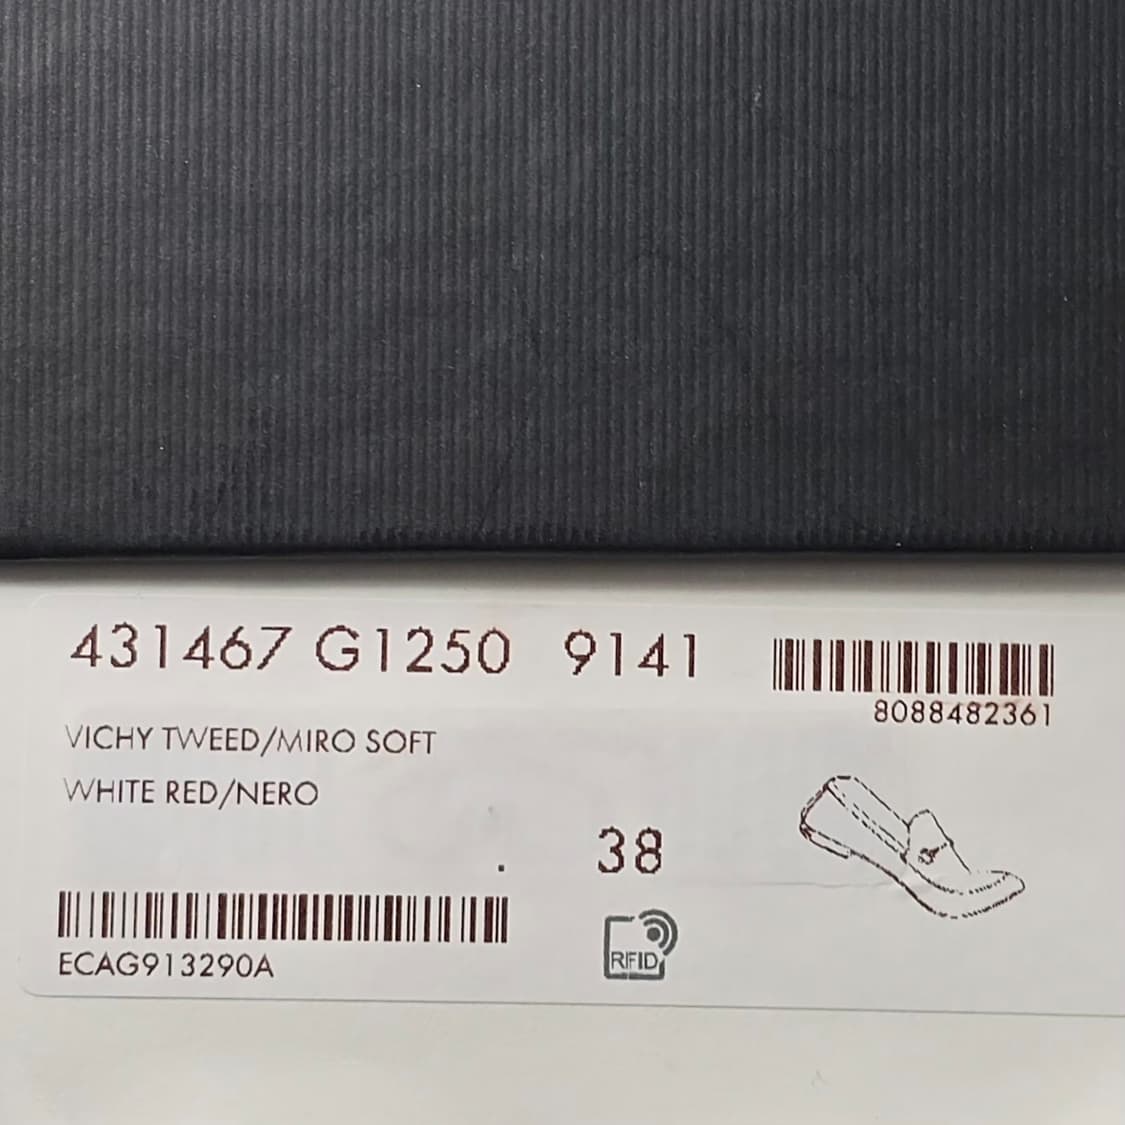 431467 G1250 9141
8088482361
VICHY TWEED/MIRO SOFT
WHITE RED/NERO
. 38
ECAG913290A
RFID